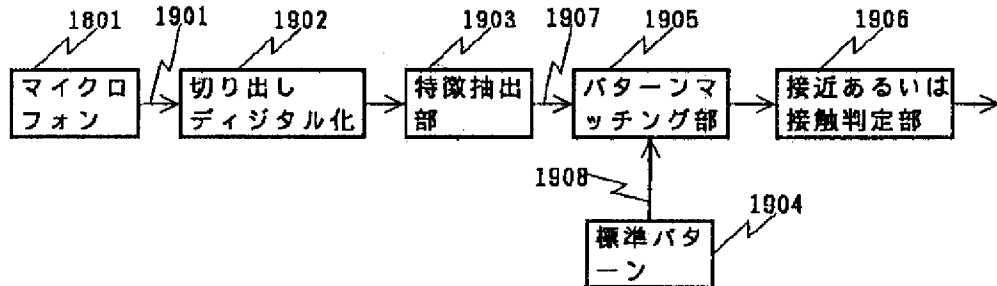 1801
1901
1902
1903
1907
1905
1906
マイクロ
フォン
切り出し
ディジタル化
特徴抽出
部
パターンマ
ッチング部
接近あるいは
接触判定部
1908
1904
標準パタ
ーン